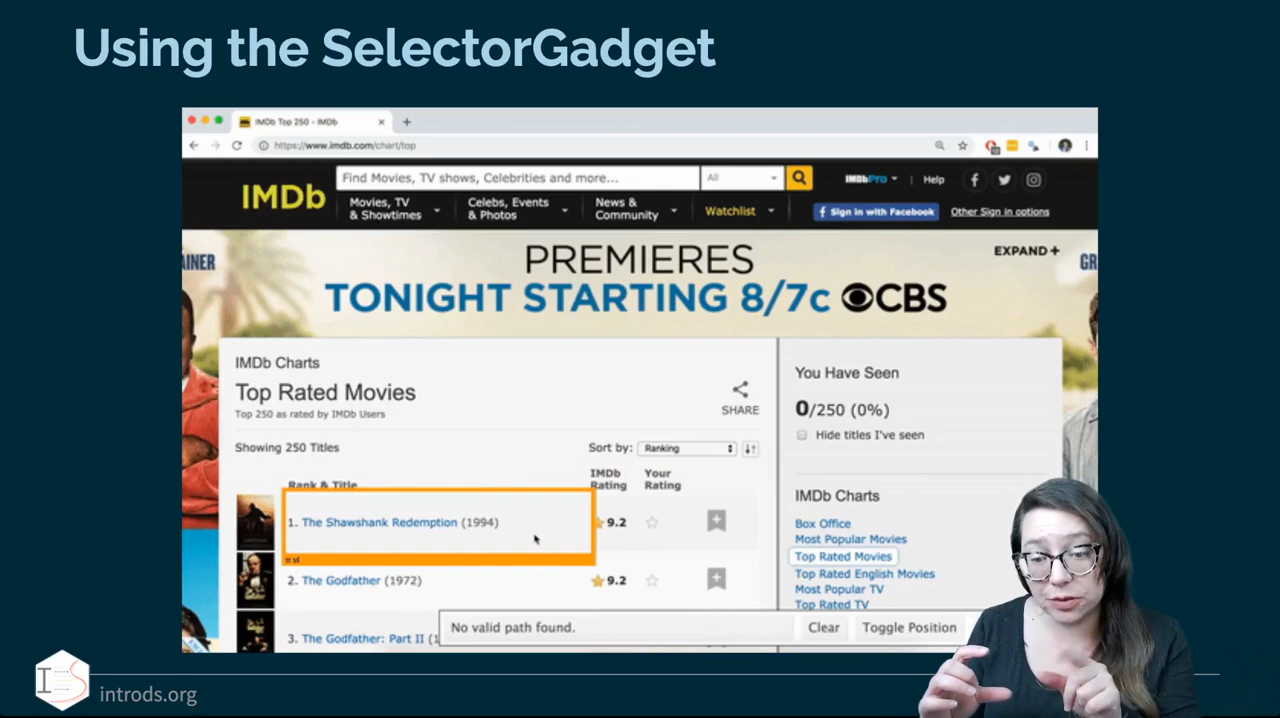 Using the SelectorGadget
IMDb Top 250 - IMDb
https://www.imdb.com/chart/top
IMDb
Find Movies, TV shows, Celebrities and more...
All
IMDbPro
Help
Movies, TV
& Showtimes
Celebs, Events
& Photos
News &
Community
Watchlist
Sign in with Facebook
Other Sign in options
AINER
PREMIERES
TONIGHT STARTING 8/7c CBS
EXPAND +
GR
IMDb Charts
Top Rated Movies
Top 250 as rated by IMDb Users
SHARE
Showing 250 Titles
Sort by:
Ranking
Rank & Title
IMDb
Rating
Your
Rating
1. The Shawshank Redemption (1994)
9.2
2. The Godfather (1972)
9.2
3. The Godfather: Part II (1
You Have Seen
0/250 (0%)
Hide titles I've seen
IMDb Charts
Box Office
Most Popular Movies
Top Rated Movies
Top Rated English Movies
Most Popular TV
Top Rated TV
No valid path found.
Clear
Toggle Position
introds.org